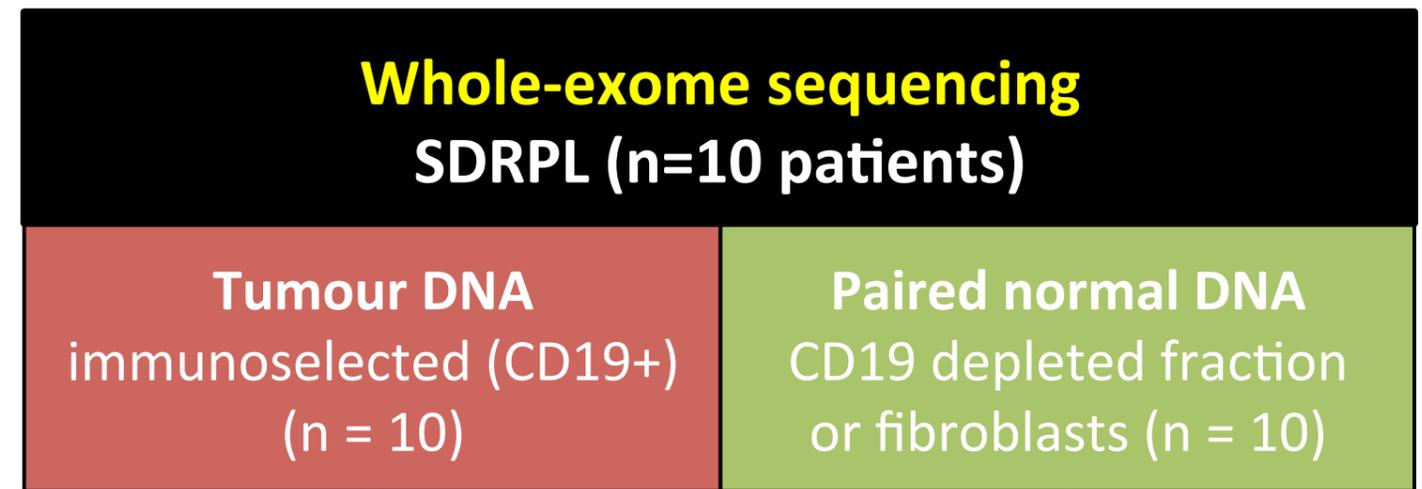 Whole-exome sequencing
SDRPL (n=10 patients)
Tumour DNA
immunoselected (CD19+)
(n = 10)
Paired normal DNA
CD19 depleted fraction
or fibroblasts (n = 10)